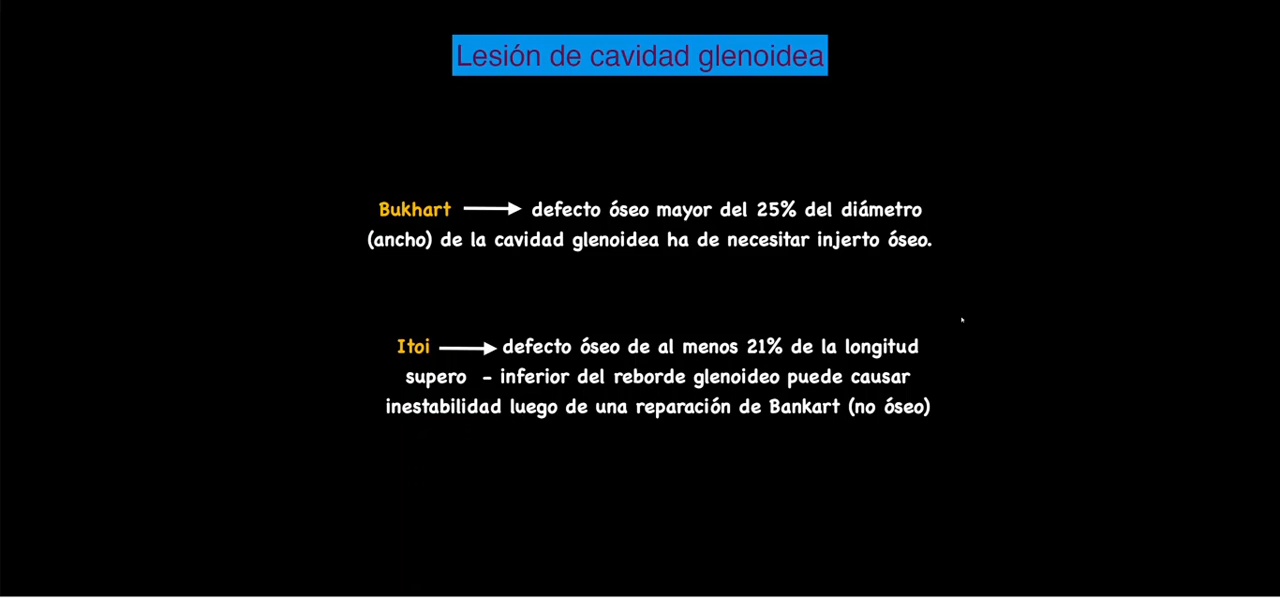 Lesión de cavidad glenoidea
Bukhart ⟶ defecto óseo mayor del 25% del diámetro
(ancho) de la cavidad glenoidea ha de necesitar injerto óseo.
Itoi ⟶ defecto óseo de al menos 21% de la longitud
supero - inferior del reborde glenoideo puede causar
inestabilidad luego de una reparación de Bankart (no óseo)